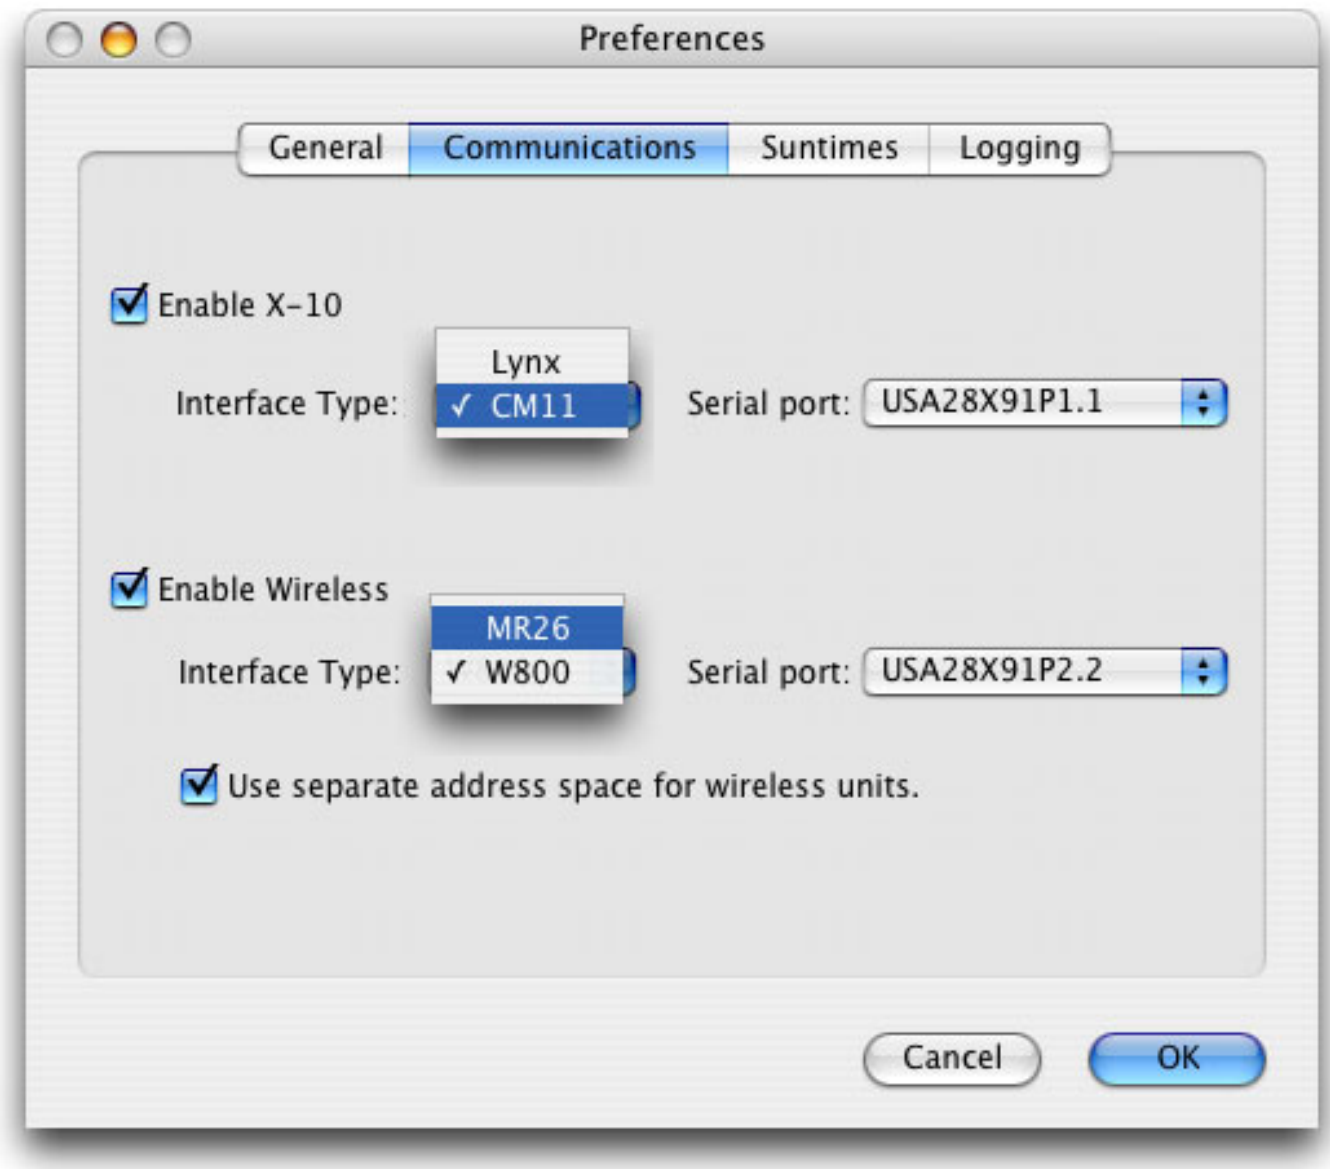 Preferences
General Communications Suntimes Logging
Enable X-10
Lynx
Interface Type: ✓ CM11 Serial port: USA28X91P1.1
Enable Wireless
MR26
Interface Type: ✓ W800 Serial port: USA28X91P2.2
Use separate address space for wireless units.
Cancel OK